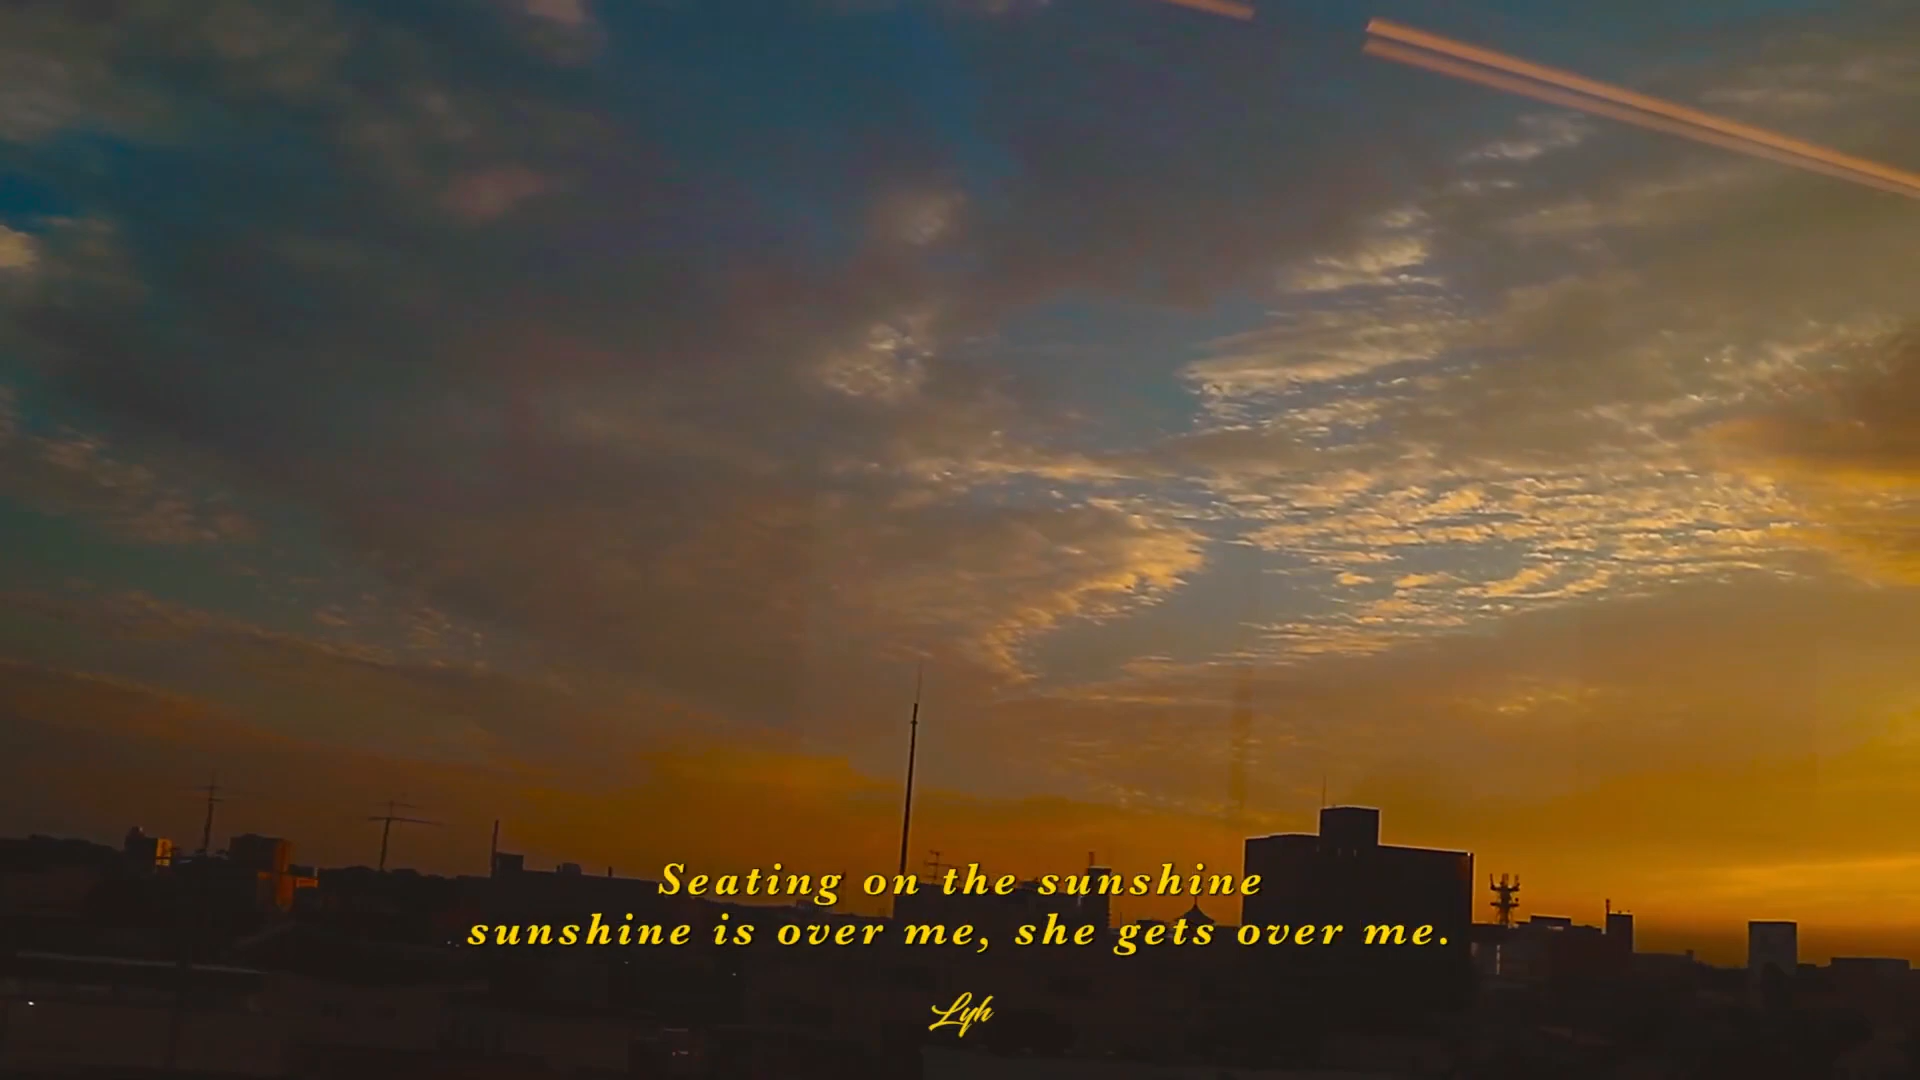 Seating on the sunshine
sunshine is over me, she gets over me.
Lyh